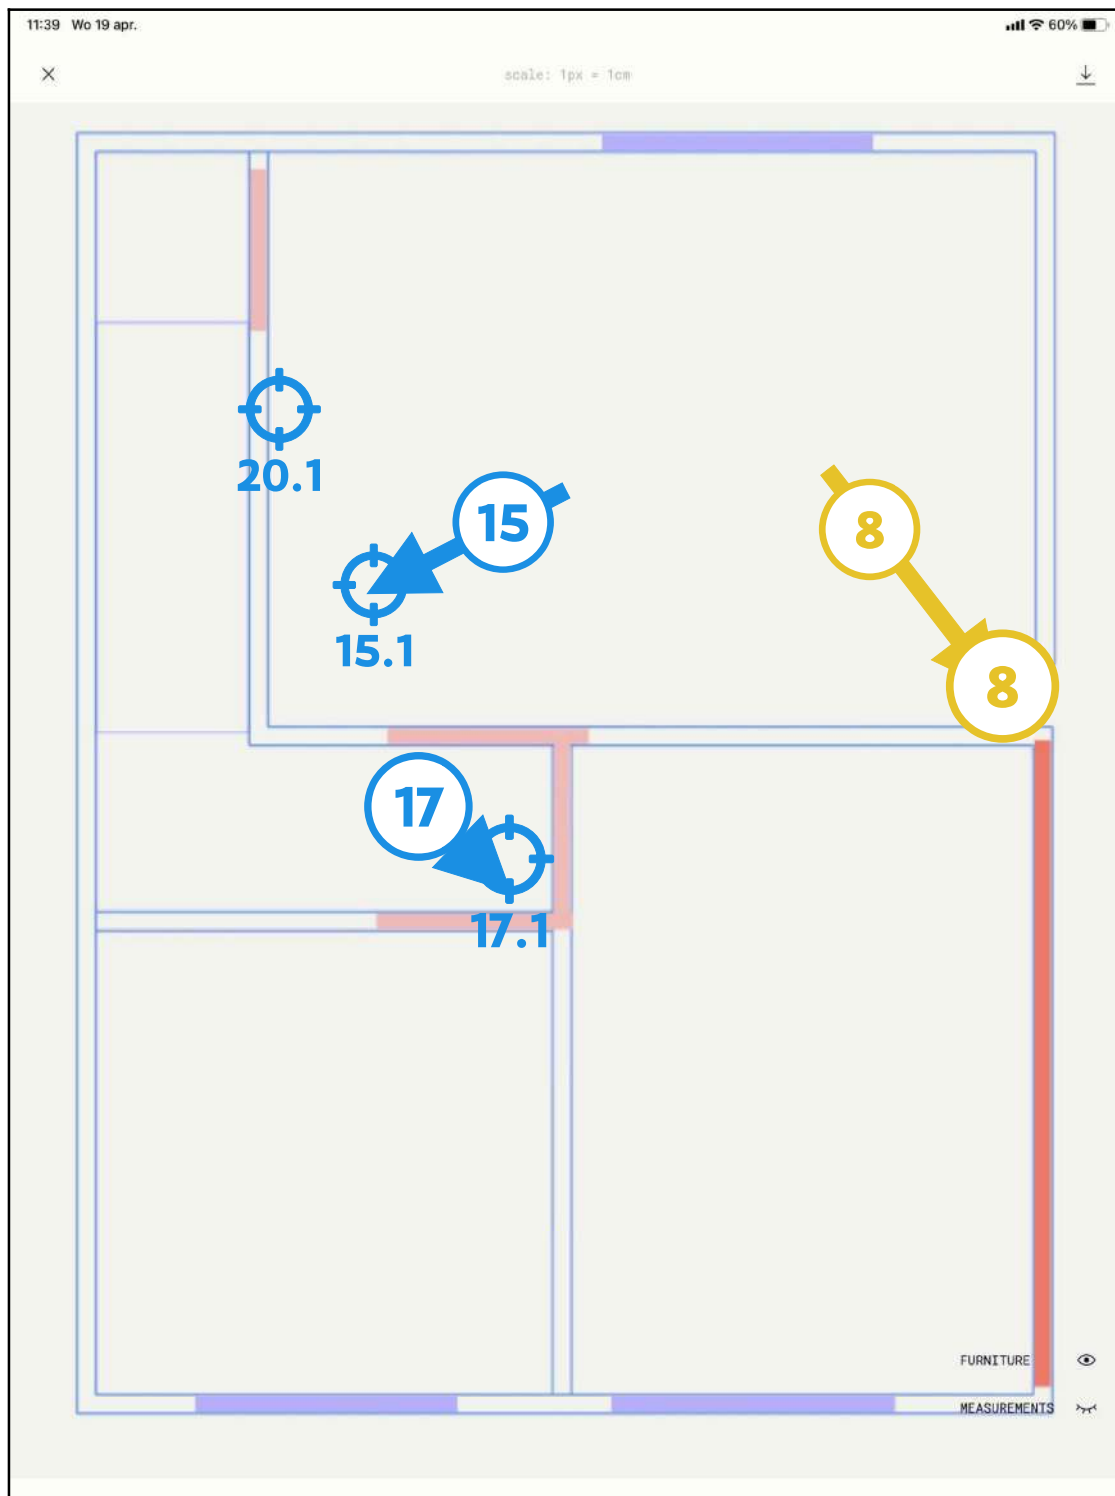 11:39 Wo 19 apr.
60%
scale: 1px = 1cm
20.1
15
8
15.1
8
17
17.1
FURNITURE
MEASUREMENTS